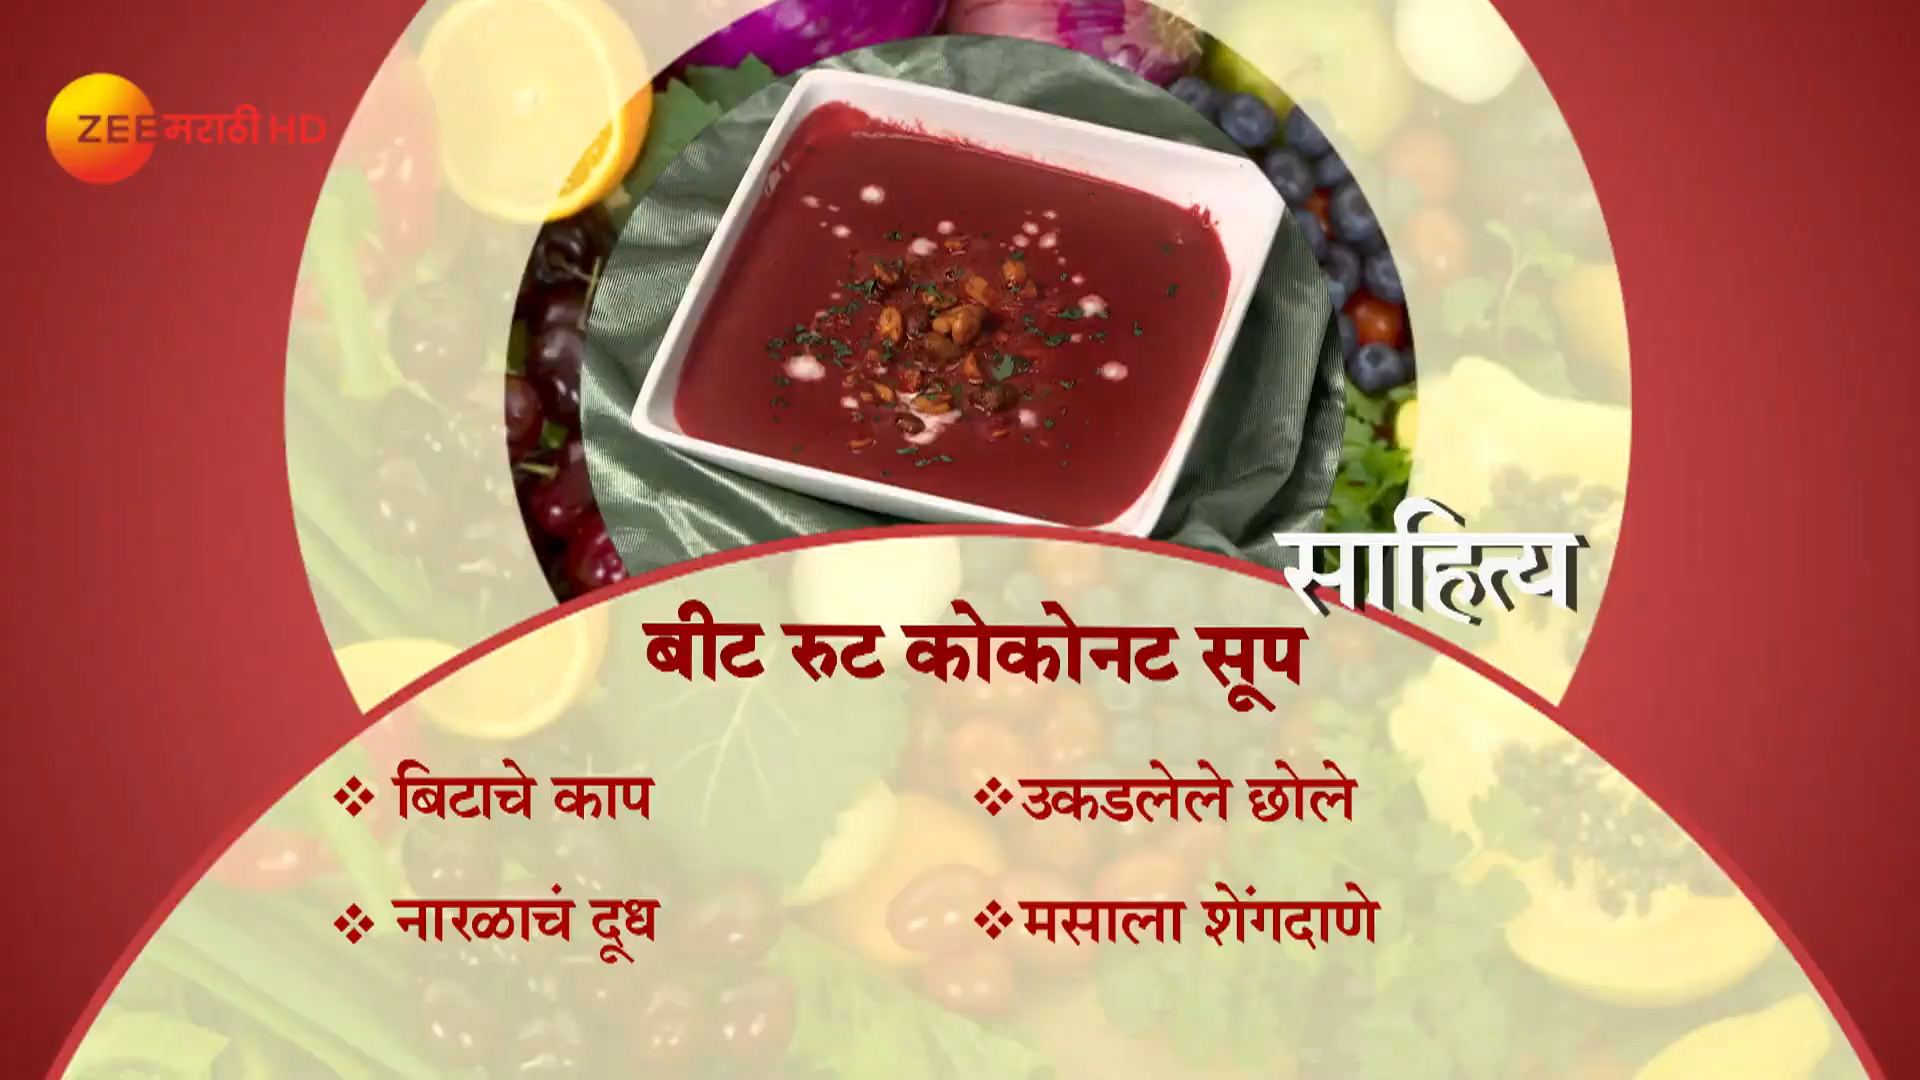 ZEE मराठी HD
साहित्य
बीट रुट कोकोनट सूप
❖ बिटाचे काप
❖ उकडलेले छोले
❖ नारळाचं दूध
❖ मसाला शेंगदाणे